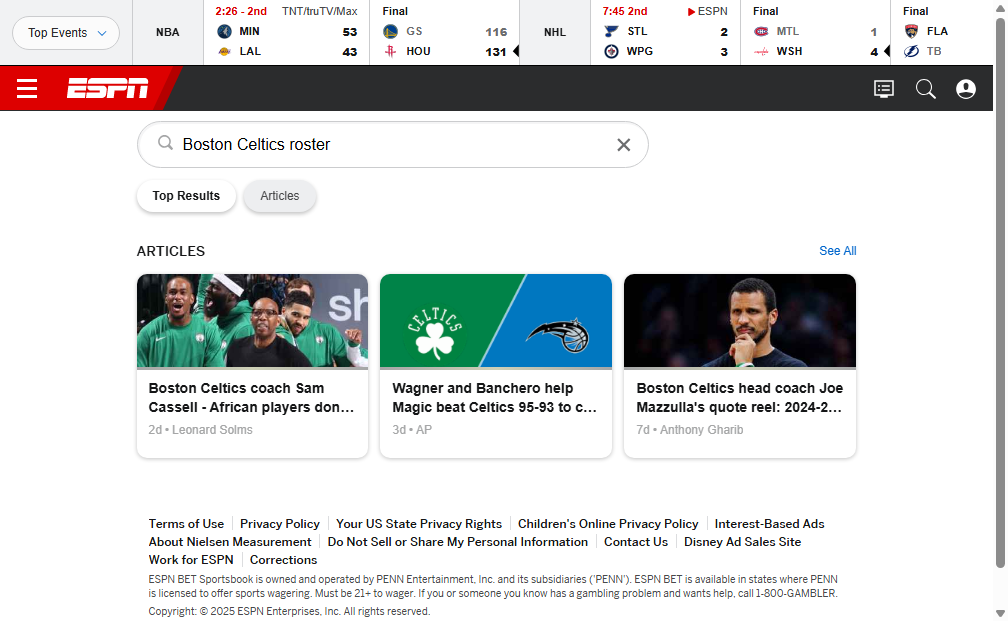 Top Events
NBA
2:26 - 2nd TNT/truTV/Max
MIN 53
LAL 43
Final
GS 116
HOU 131
NHL
7:45 2nd ESPN
STL 2
WPG 3
Final
MTL 1
WSH 4
Final
FLA
TB
ESPN
Boston Celtics roster
Top Results
Articles
ARTICLES
See All
sh
CELTICS
Boston Celtics coach Sam
Cassell - African players don...
2d • Leonard Solms
Wagner and Banchero help
Magic beat Celtics 95-93 to c...
3d • AP
Boston Celtics head coach Joe
Mazzulla's quote reel: 2024-2...
7d • Anthony Gharib
Terms of Use
Privacy Policy
Your US State Privacy Rights
Children's Online Privacy Policy
Interest-Based Ads
About Nielsen Measurement
Do Not Sell or Share My Personal Information
Contact Us
Disney Ad Sales Site
Work for ESPN
Corrections
ESPN BET Sportsbook is owned and operated by PENN Entertainment, Inc. and its subsidiaries ('PENN'). ESPN BET is available in states where PENN
is licensed to offer sports wagering. Must be 21+ to wager. If you or someone you know has a gambling problem and wants help, call 1-800-GAMBLER.
Copyright: © 2025 ESPN Enterprises, Inc. All rights reserved.